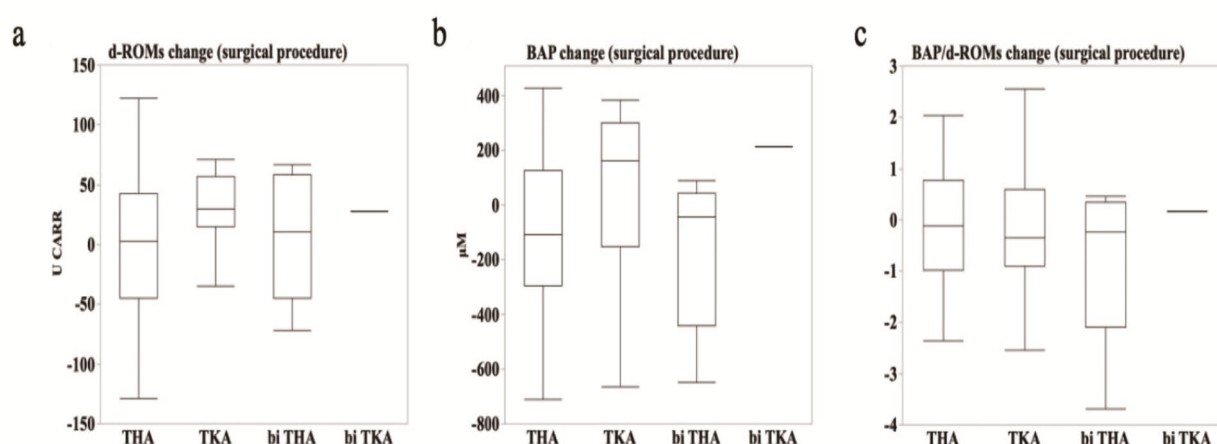 a
d-ROMs change (surgical procedure)
150
100
50
0
-50
-100
-150
U CARR
THA TKA bi THA bi TKA
b
BAP change (surgical procedure)
400
200
0
-200
-400
-600
-800
µM
THA TKA bi THA bi TKA
c
BAP/d-ROMs change (surgical procedure)
3
2
1
0
-1
-2
-3
-4
THA TKA bi THA bi TKA